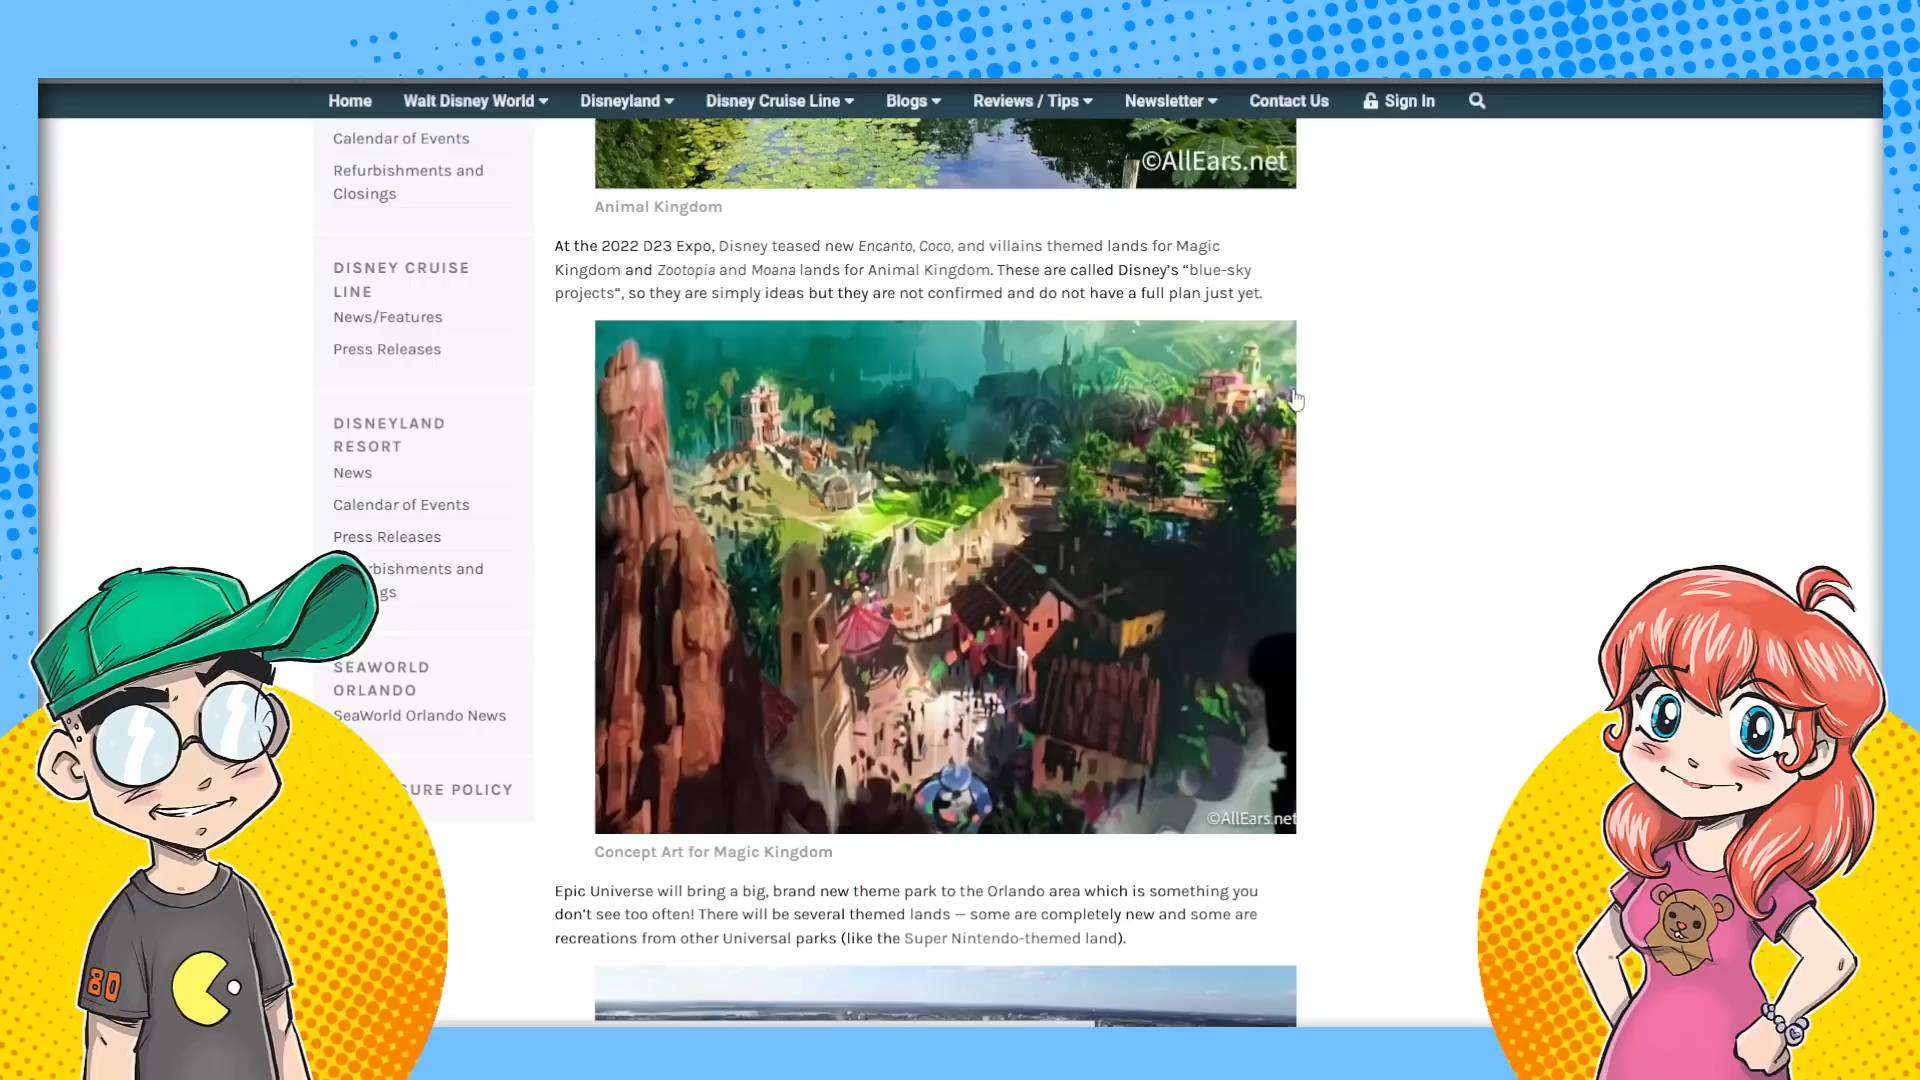 Home Walt Disney World Disneyland Disney Cruise Line Blogs Reviews / Tips Newsletter Contact Us Sign In
Calendar of Events
Refurbishments and
Closings
DISNEY CRUISE
LINE
News/Features
Press Releases
DISNEYLAND
RESORT
News
Calendar of Events
Press Releases
rbishments and
gs
SEAWORLD
ORLANDO
SeaWorld Orlando News
SURE POLICY
©AllEars.net
Animal Kingdom
At the 2022 D23 Expo, Disney teased new Encanto, Coco, and villains themed lands for Magic
Kingdom and Zootopia and Moana lands for Animal Kingdom. These are called Disney’s “blue-sky
projects“, so they are simply ideas but they are not confirmed and do not have a full plan just yet.
©AllEars.net
Concept Art for Magic Kingdom
Epic Universe will bring a big, brand new theme park to the Orlando area which is something you
don’t see too often! There will be several themed lands — some are completely new and some are
recreations from other Universal parks (like the Super Nintendo-themed land).
80